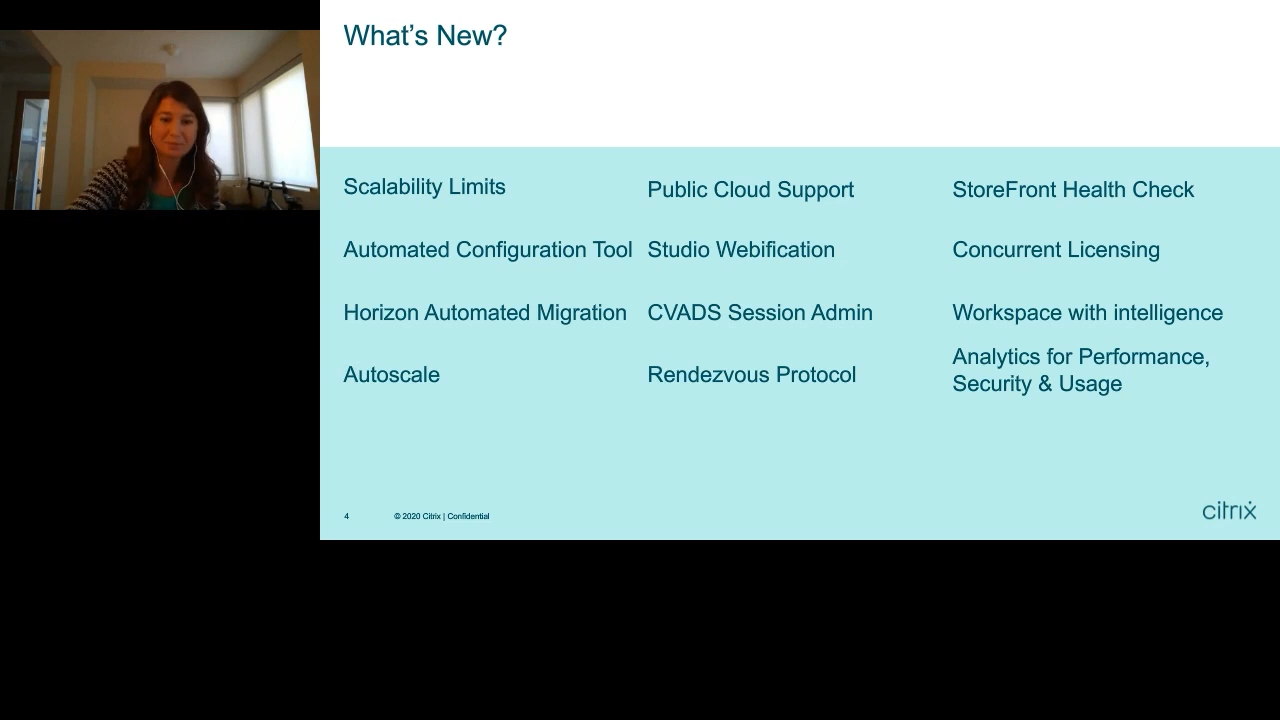 What's New?
Scalability Limits
Automated Configuration Tool
Horizon Automated Migration
Autoscale
Public Cloud Support
Studio Webification
CVADS Session Admin
Rendezvous Protocol
StoreFront Health Check
Concurrent Licensing
Workspace with intelligence
Analytics for Performance,
Security & Usage
4
© 2020 Citrix | Confidential
citrix